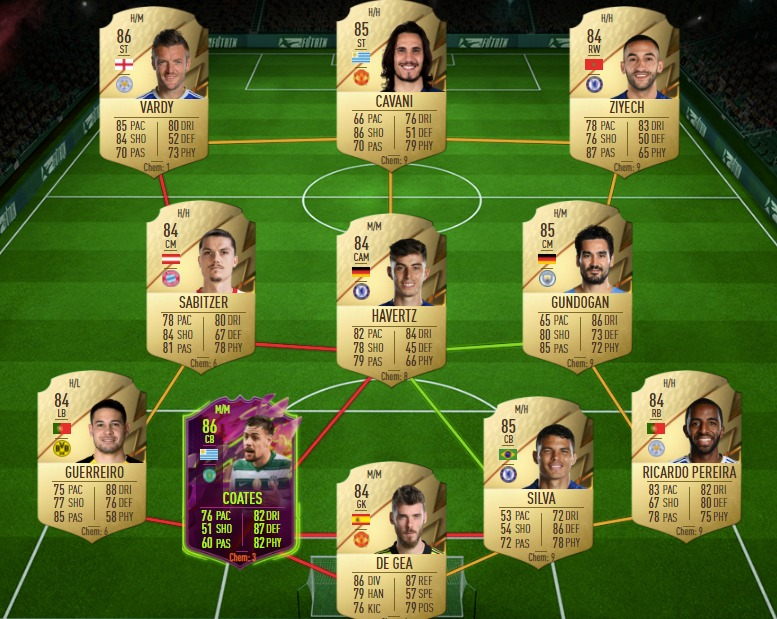 H/M
86
ST
VARDY
85 PAC 80 DRI
84 SHO 52 DEF
70 PAS 73 PHY
Chem: 1
H/H
85
ST
CAVANI
66 PAC 76 DRI
86 SHO 51 DEF
70 PAS 79 PHY
Chem: 9
H/H
84
RW
ZIYECH
78 PAC 83 DRI
76 SHO 50 DEF
87 PAS 65 PHY
Chem: 9
H/H
84
CM
SABITZER
78 PAC 80 DRI
84 SHO 67 DEF
81 PAS 78 PHY
Chem: 6
M/M
84
CAM
HAVERTZ
82 PAC 84 DRI
78 SHO 45 DEF
79 PAS 66 PHY
Chem: 8
H/M
85
CM
GUNDOGAN
65 PAC 86 DRI
80 SHO 73 DEF
85 PAS 72 PHY
Chem: 9
H/L
84
LB
GUERREIRO
75 PAC 88 DRI
77 SHO 76 DEF
85 PAS 58 PHY
Chem: 6
M/M
86
CB
COATES
76 PAC 82 DRI
51 SHO 87 DEF
60 PAS 82 PHY
Chem: 3
M/M
84
GK
DE GEA
86 DIV 87 REF
79 HAN 57 SPE
76 KIC 79 POS
M/H
85
CB
SILVA
53 PAC 72 DRI
54 SHO 86 DEF
72 PAS 78 PHY
Chem: 9
H/H
84
RB
RICARDO PEREIRA
83 PAC 82 DRI
67 SHO 80 DEF
78 PAS 75 PHY
Chem: 9